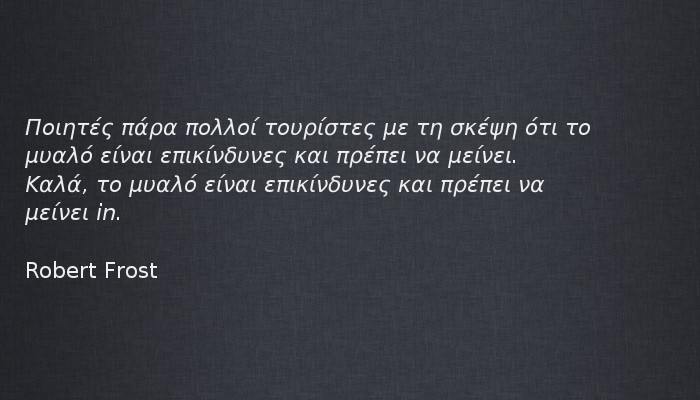 Ποιητές πάρα πολλοί τουρίστες με τη σκέψη ότι το
μυαλό είναι επικίνδυνες και πρέπει να μείνει.
Καλά, το μυαλό είναι επικίνδυνες και πρέπει να
μείνει in.
Robert Frost